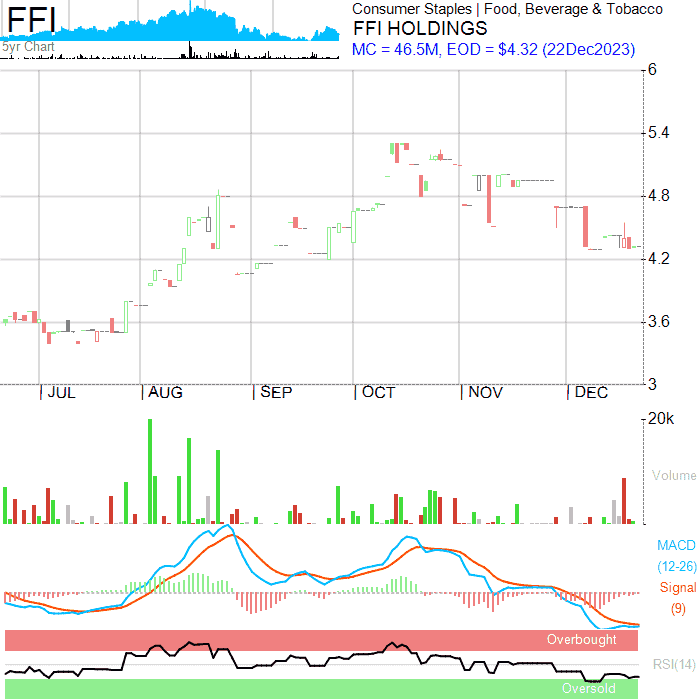 FFI
5yr Chart
Consumer Staples | Food, Beverage & Tobacco
FFI HOLDINGS
MC = 46.5M, EOD = $4.32 (22Dec2023)
6
5.4
4.8
4.2
3.6
3
JUL AUG SEP OCT NOV DEC
20k
Volume
MACD
(12-26)
Signal
(9)
Overbought
RSI(14)
Oversold